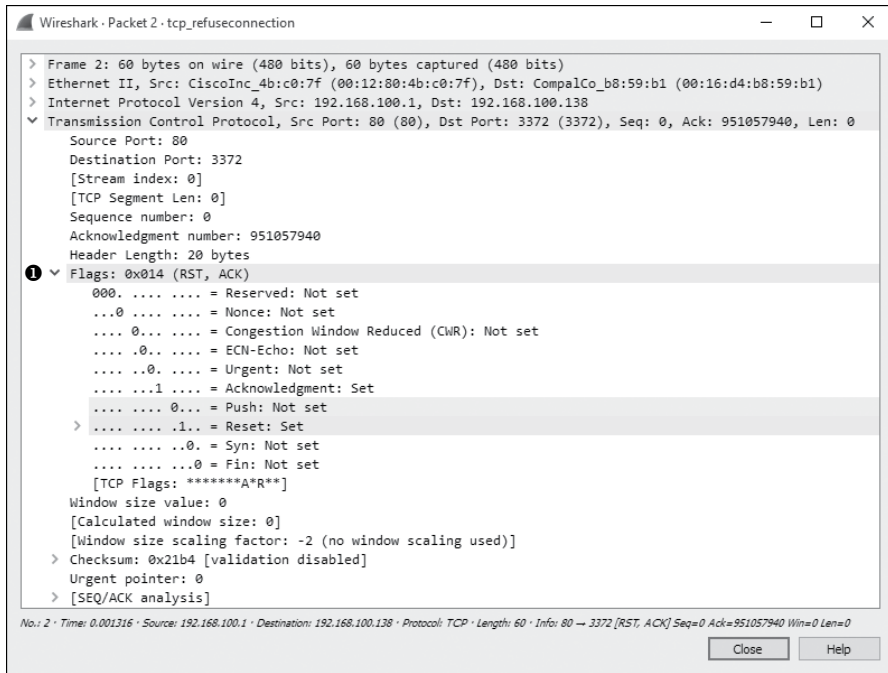 Wireshark · Packet 2 · tcp_refuseconnection
Frame 2: 60 bytes on wire (480 bits), 60 bytes captured (480 bits)
Ethernet II, Src: CiscoInc_4b:c0:7f (00:12:80:4b:c0:7f), Dst: CompalCo_b8:59:b1 (00:16:d4:b8:59:b1)
Internet Protocol Version 4, Src: 192.168.100.1, Dst: 192.168.100.138
Transmission Control Protocol, Src Port: 80 (80), Dst Port: 3372 (3372), Seq: 0, Ack: 951057940, Len: 0
Source Port: 80
Destination Port: 3372
[Stream index: 0]
[TCP Segment Len: 0]
Sequence number: 0
Acknowledgment number: 951057940
Header Length: 20 bytes
❶ Flags: 0x014 (RST, ACK)
000. .... .... = Reserved: Not set
...0 .... .... = Nonce: Not set
.... 0... .... = Congestion Window Reduced (CWR): Not set
.... .0.. .... = ECN-Echo: Not set
.... ..0. .... = Urgent: Not set
.... ...1 .... = Acknowledgment: Set
.... .... 0... = Push: Not set
.... .... .1.. = Reset: Set
.... .... ..0. = Syn: Not set
.... .... ...0 = Fin: Not set
[TCP Flags: *******A*R**]
Window size value: 0
[Calculated window size: 0]
[Window size scaling factor: -2 (no window scaling used)]
Checksum: 0x21b4 [validation disabled]
Urgent pointer: 0
[SEQ/ACK analysis]
No.: 2 · Time: 0.001316 · Source: 192.168.100.1 · Destination: 192.168.100.138 · Protocol: TCP · Length: 60 · Info: 80 → 3372 [RST, ACK] Seq=0 Ack=951057940 Win=0 Len=0
Close Help